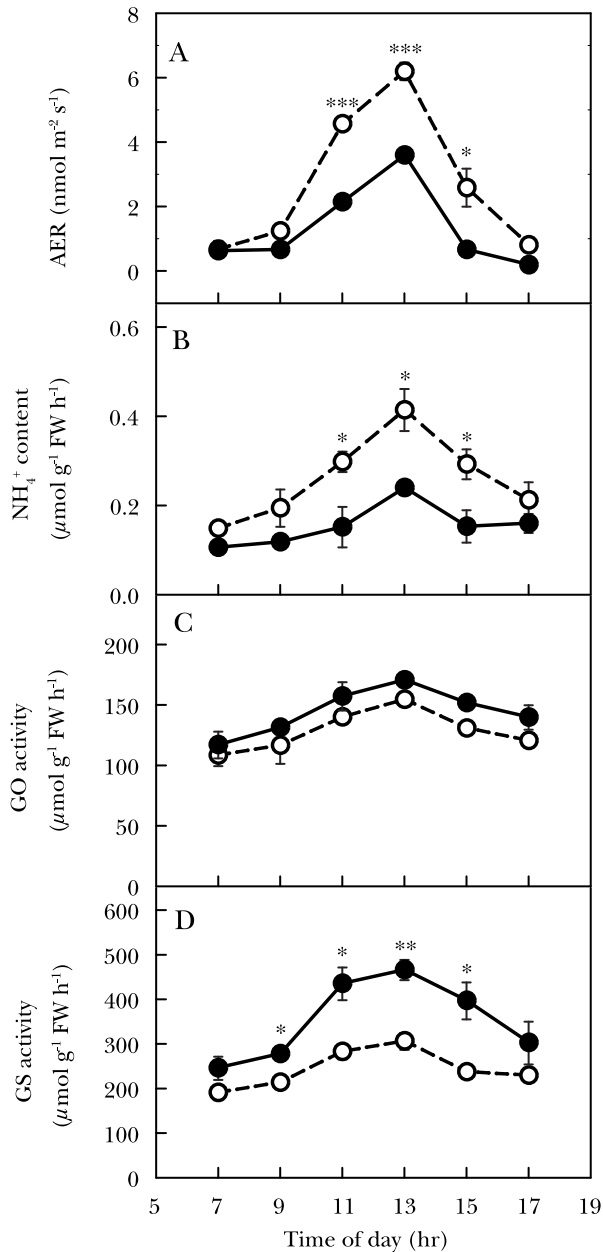 8
A
***
***
6
*
4
2
0
AER (nmol m⁻² s⁻¹)
0.6
B
*
*
*
0.4
0.2
0.0
NH₄⁺ content
(µmol g⁻¹ FW h⁻¹)
C
200
150
100
50
0
GO activity
(µmol g⁻¹ FW h⁻¹)
600
D
*
**
*
*
500
400
300
200
100
0
GS activity
(µmol g⁻¹ FW h⁻¹)
5 7 9 11 13 15 17 19
Time of day (hr)